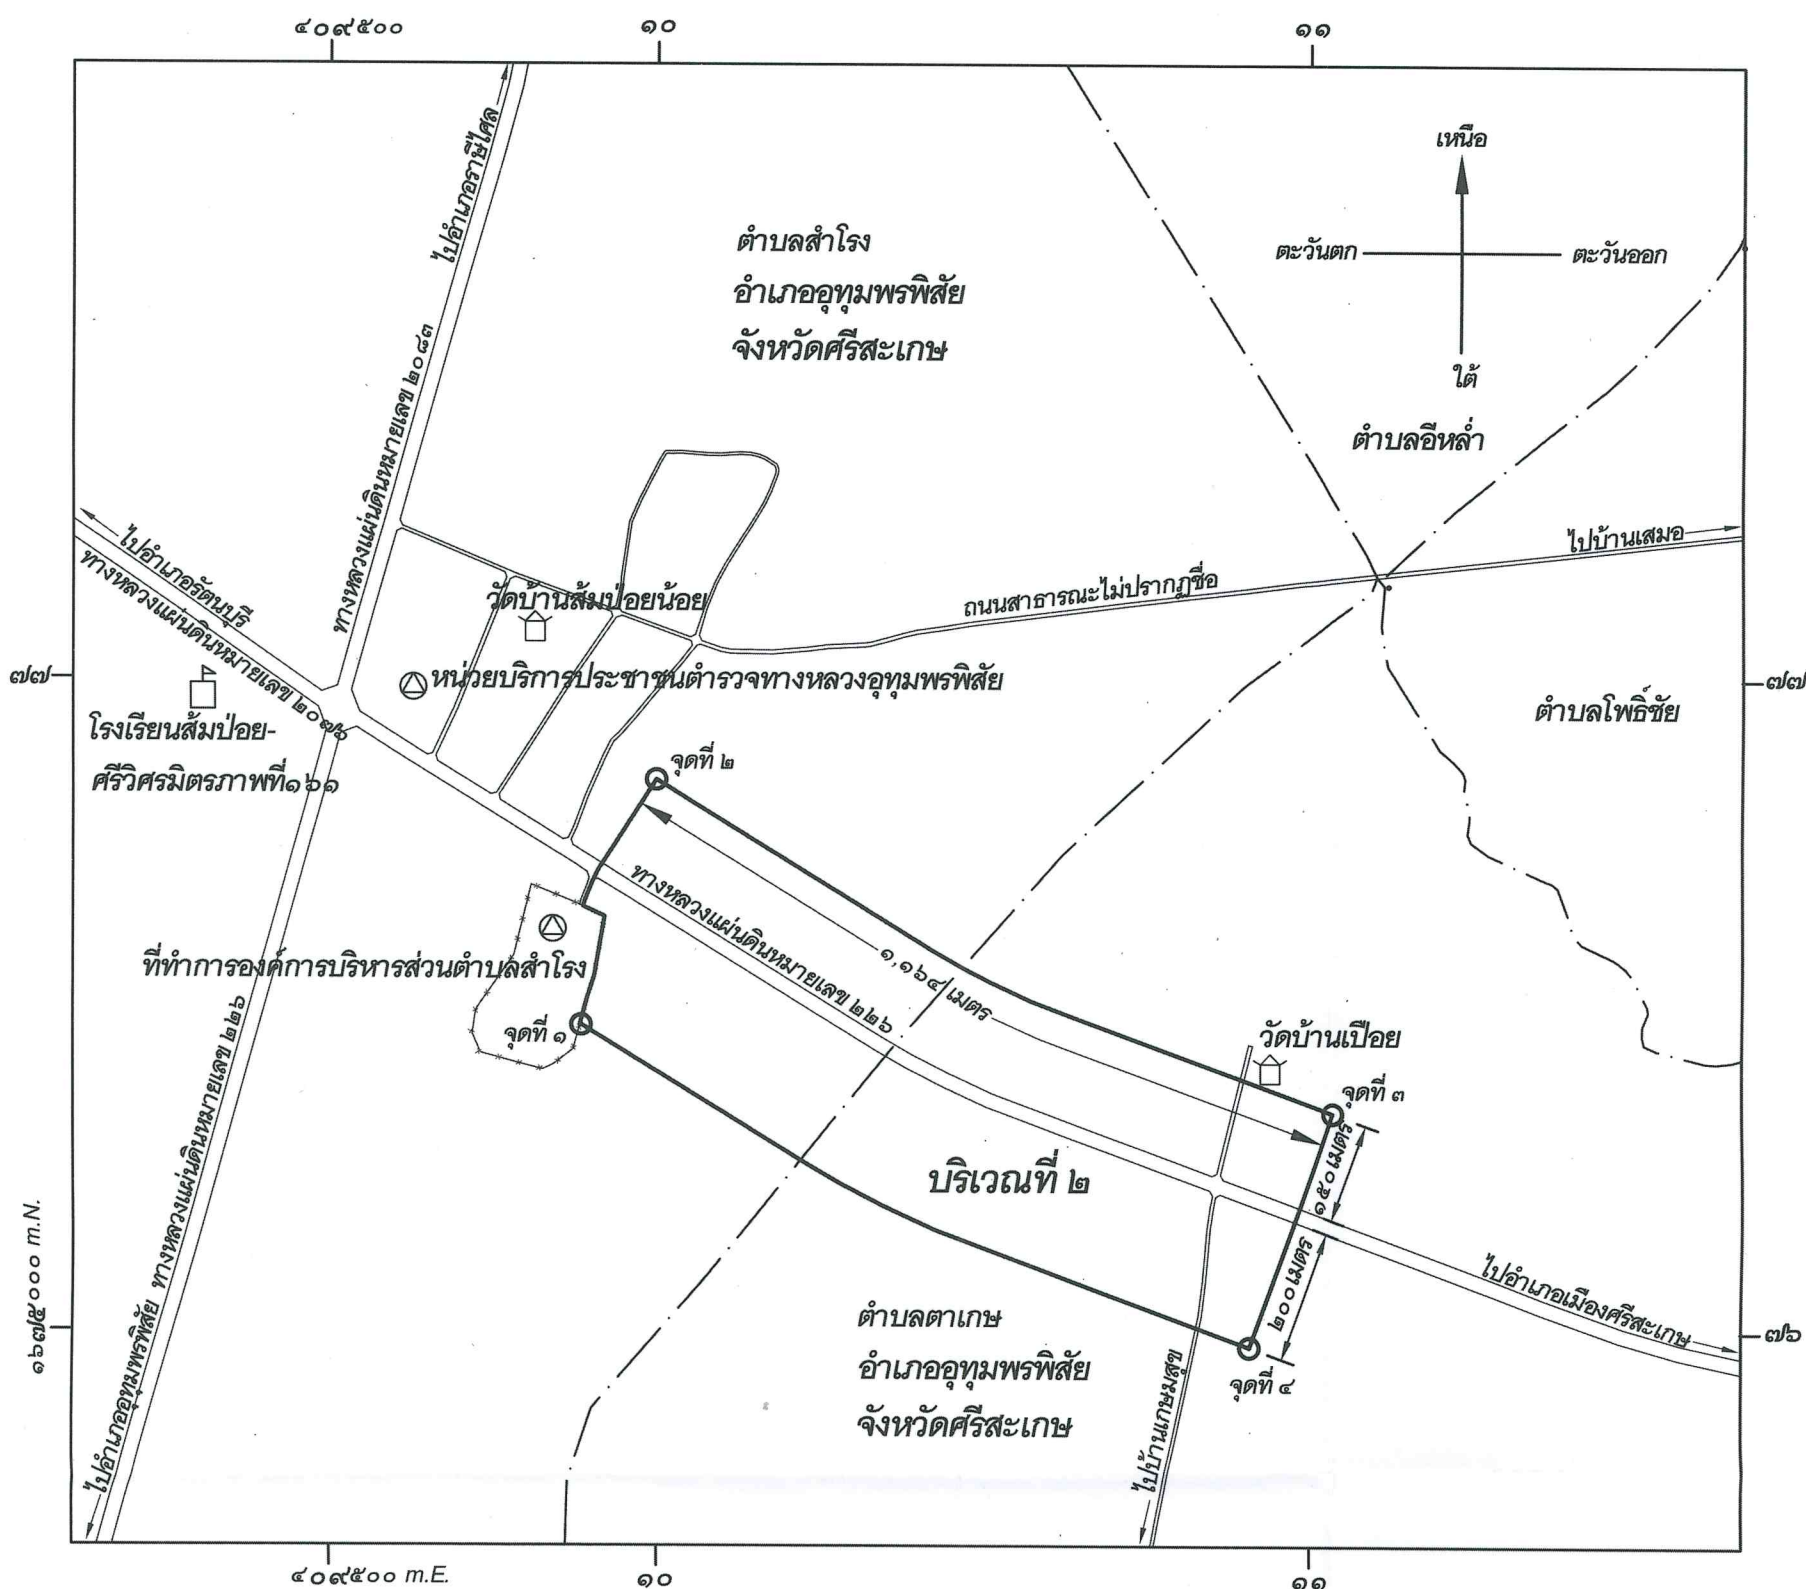 ๔๐๙๕๐๐
๑๐
๑๑
เหนือ
ตะวันตก
ตะวันออก
ใต้
ไปอำเภอราษีไศล
ทางหลวงแผ่นดินหมายเลข ๒๐๘๓
ตำบลสำโรง
อำเภออุทุมพรพิสัย
จังหวัดศรีสะเกษ
ตำบลอีหล่ำ
ไปบ้านเสมอ
ถนนสาธารณะไม่ปรากฏชื่อ
ไปอำเภอรัตนบุรี
ทางหลวงแผ่นดินหมายเลข ๒๐๗๖
วัดบ้านส้มป่อยน้อย
๗๗
หน่วยบริการประชาชนตำรวจทางหลวงอุทุมพรพิสัย
๗๗
ตำบลโพธิ์ชัย
โรงเรียนส้มป่อย-
ศรีวิศรมิตรภาพที่๑๖๑
จุดที่ ๒
ทางหลวงแผ่นดินหมายเลข ๒๒๖
๑,๑๖๔ เมตร
ที่ทำการองค์การบริหารส่วนตำบลสำโรง
จุดที่ ๑
วัดบ้านเปือย
จุดที่ ๓
๑๕๐ เมตร
บริเวณที่ ๒
๒๐๐ เมตร
ไปอำเภอเมืองศรีสะเกษ
๑๖๗๕๐๐๐ m.N.
ไปอำเภออุทุมพรพิสัย ทางหลวงแผ่นดินหมายเลข ๒๒๖
ตำบลตาเกษ
อำเภออุทุมพรพิสัย
จังหวัดศรีสะเกษ
๗๖
จุดที่ ๔
ไปบ้านเกษมสุข
๔๐๙๕๐๐ m.E.
๑๐
๑๑